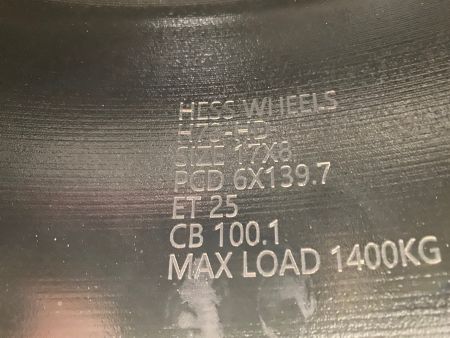 HESS WHEELS
SIZE 17X8
PCD 6X139.7
ET 25
CB 100.1
MAX LOAD 1400KG